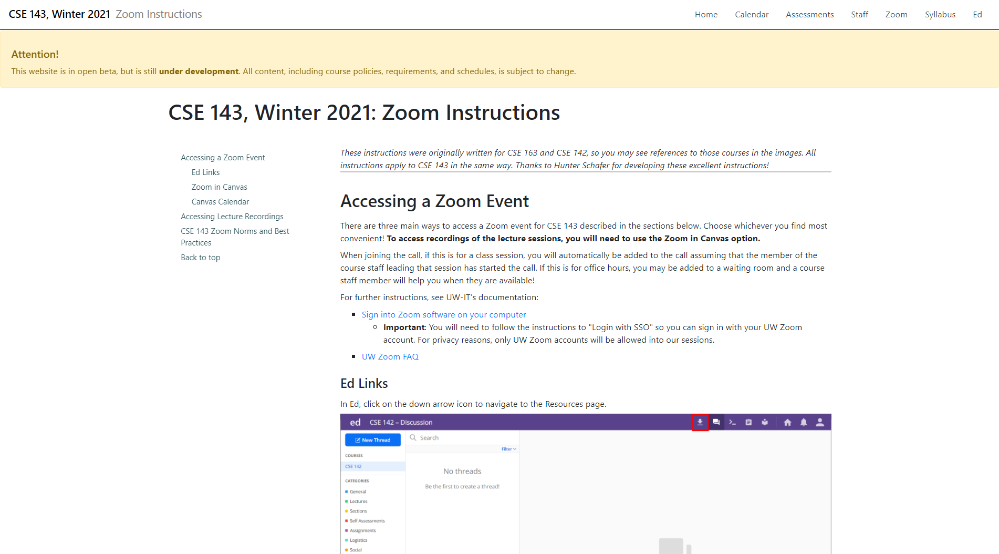 CSE 143, Winter 2021 Zoom Instructions
Home Calendar Assessments Staff Zoom Syllabus Ed
Attention!
This website is in open beta, but is still under development. All content, including course policies, requirements, and schedules, is subject to change.
CSE 143, Winter 2021: Zoom Instructions
Accessing a Zoom Event
Ed Links
Zoom in Canvas
Canvas Calendar
Accessing Lecture Recordings
CSE 143 Zoom Norms and Best
Practices
Back to top
These instructions were originally written for CSE 163 and CSE 142, so you may see references to those courses in the images. All
instructions apply to CSE 143 in the same way. Thanks to Hunter Schafer for developing these excellent instructions!
Accessing a Zoom Event
There are three main ways to access a Zoom event for CSE 143 described in the sections below. Choose whichever you find most
convenient! To access recordings of the lecture sessions, you will need to use the Zoom in Canvas option.
When joining the call, if this is for a class session, you will automatically be added to the call assuming that the member of the
course staff leading that session has started the call. If this is for office hours, you may be added to a waiting room and a course
staff member will help you when they are available!
For further instructions, see UW-IT's documentation:
Sign into Zoom software on your computer
Important: You will need to follow the instructions to "Login with SSO" so you can sign in with your UW Zoom
account. For privacy reasons, only UW Zoom accounts will be allowed into our sessions.
UW Zoom FAQ
Ed Links
In Ed, click on the down arrow icon to navigate to the Resources page.
ed CSE 142 – Discussion
New Thread
COURSES
CSE 142
CATEGORIES
General
Lectures
Sections
Self Assessments
Assignments
Logistics
Social
Search
Filter
No threads
Be the first to create a thread!